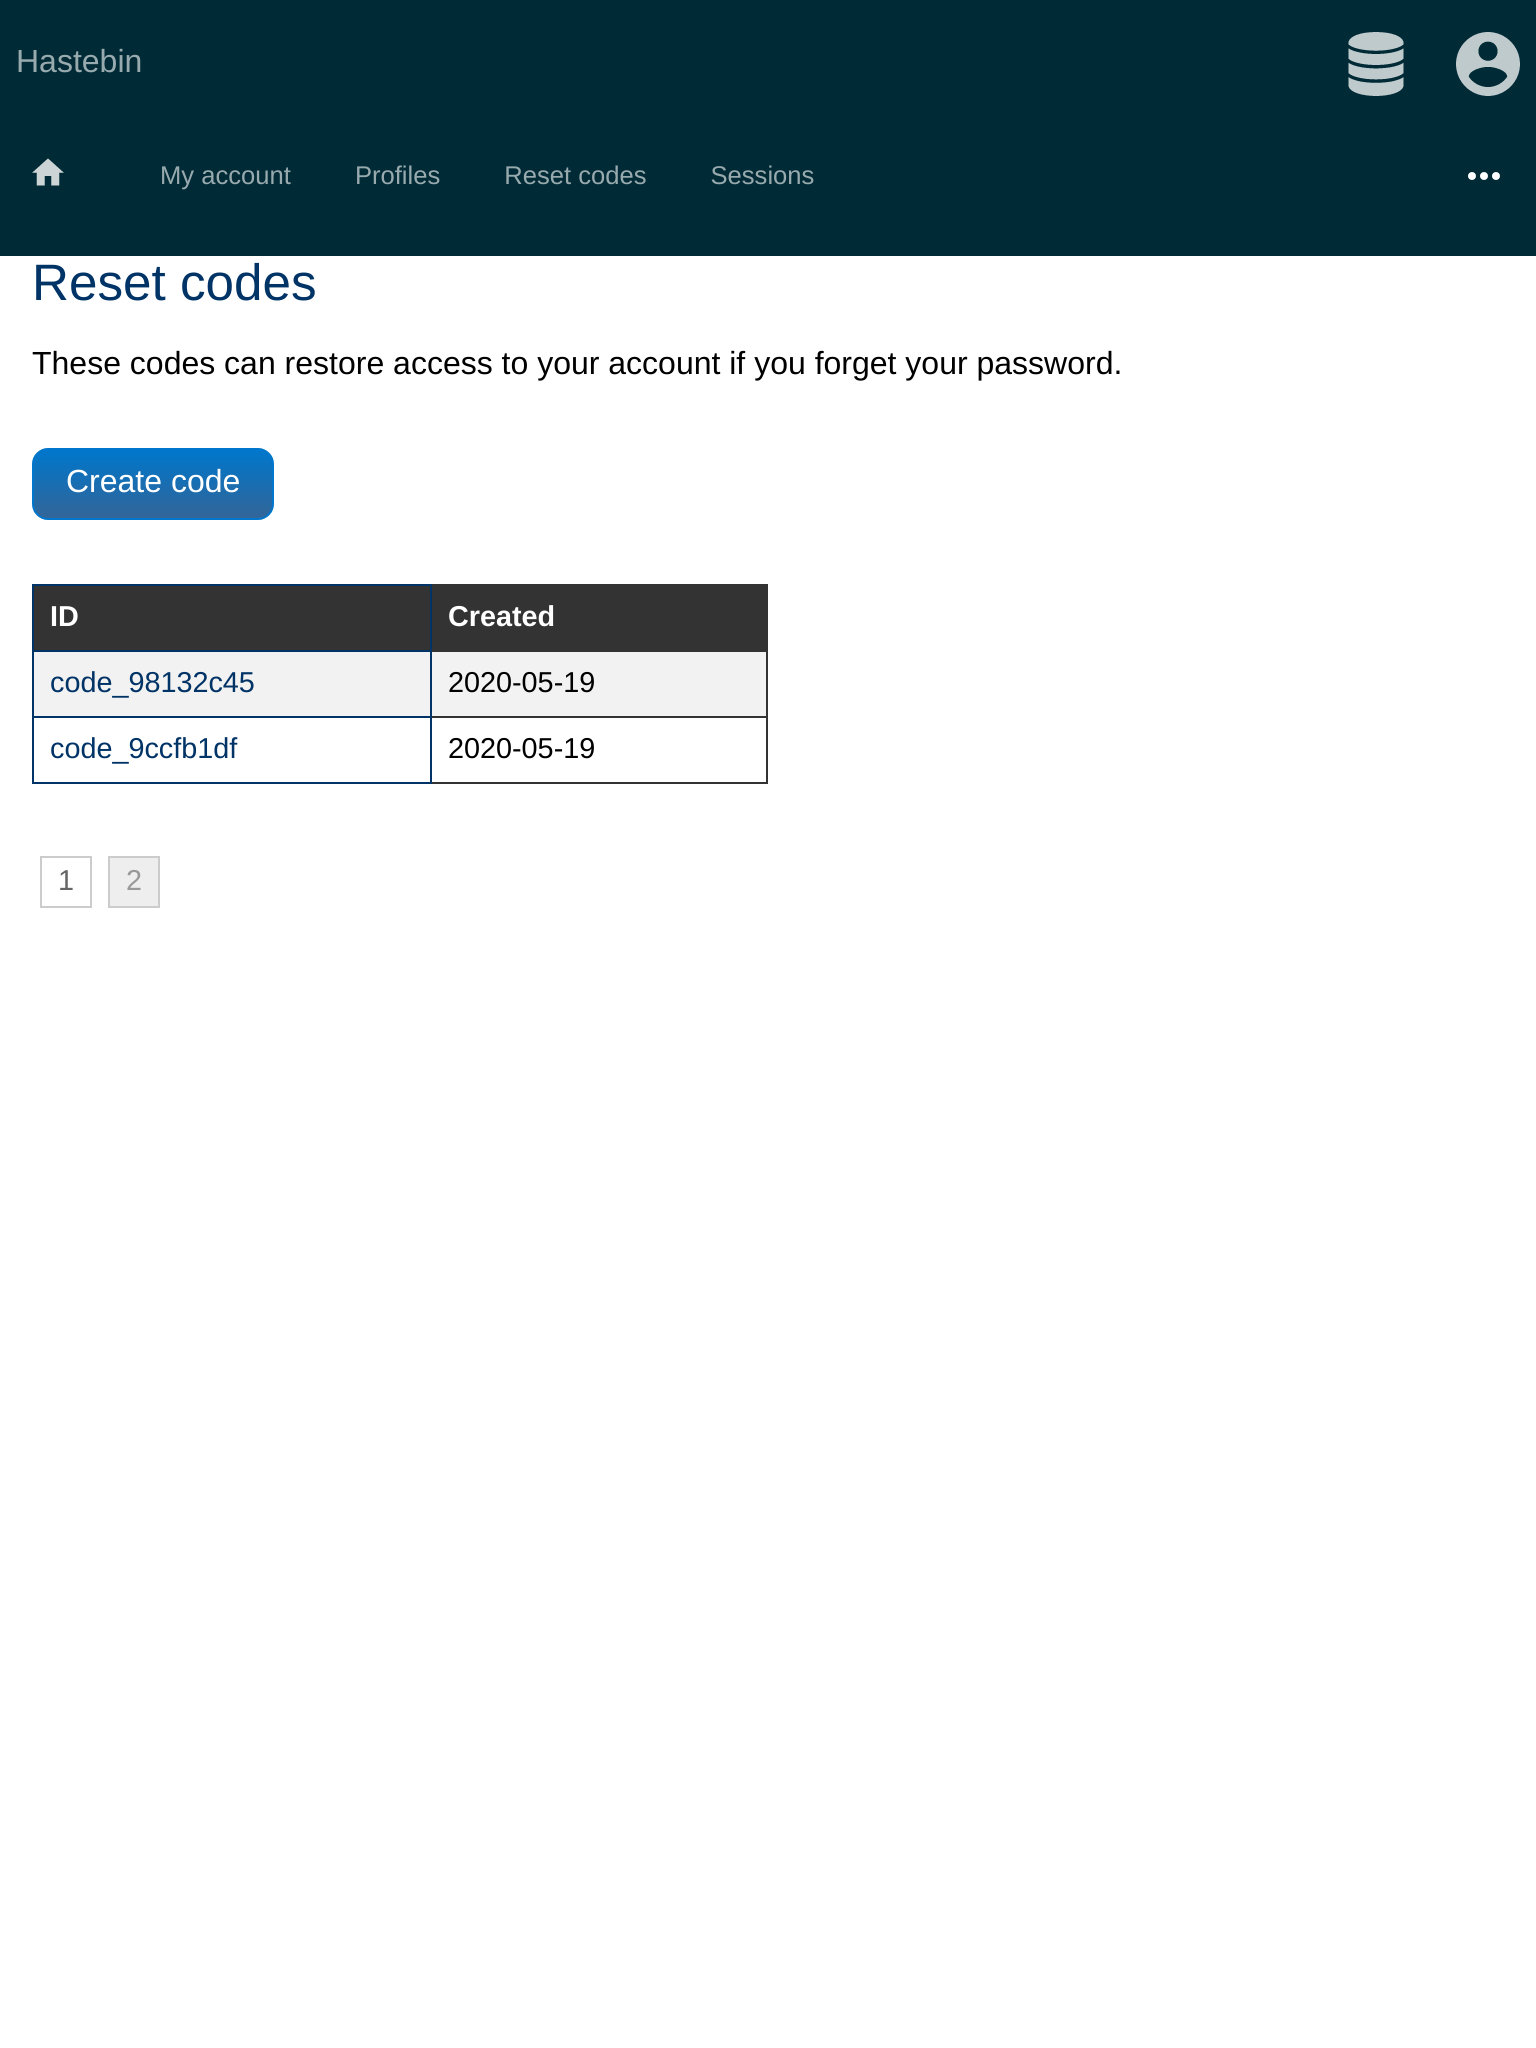 Hastebin
My account Profiles Reset codes Sessions
Reset codes
These codes can restore access to your account if you forget your password.
Create code
ID Created
code_98132c45 2020-05-19
code_9ccfb1df 2020-05-19
1 2